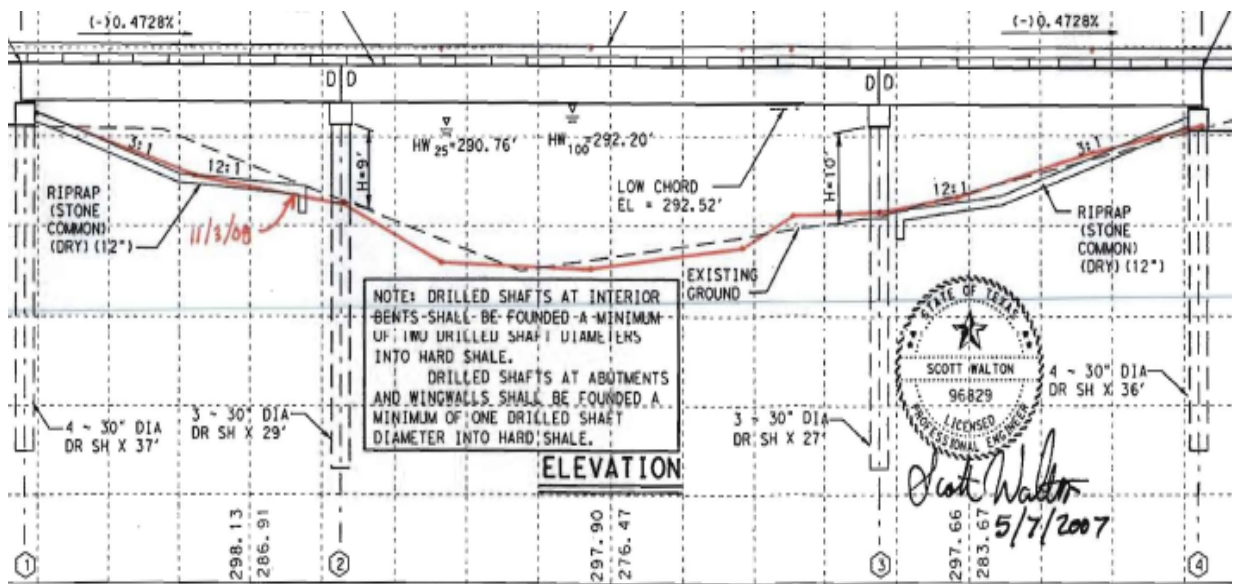 (-)0.4728%
(-)0.4728%
HW25=290.76'
HW100=292.20'
H=9'
H=10'
3:1
12:1
12:1
3:1
LOW CHORD
EL = 292.52'
RIPRAP
(STONE
COMMON)
(DRY)(12")
11/3/08
RIPRAP
(STONE
COMMON)
(DRY)(12")
EXISTING
GROUND
NOTE: DRILLED SHAFTS AT INTERIOR
BENTS SHALL BE FOUNDED A MINIMUM
OF TWO DRILLED SHAFT DIAMETERS
INTO HARD SHALE.
DRILLED SHAFTS AT ABUTMENTS
AND WINGWALLS SHALL BE FOUNDED A
MINIMUM OF ONE DRILLED SHAFT
DIAMETER INTO HARD SHALE.
STATE OF TEXAS
SCOTT WALTON
96829
LICENSED
PROFESSIONAL ENGINEER
4 ~ 30" DIA
DR SH X 37'
3 ~ 30" DIA
DR SH X 29'
3 ~ 30" DIA
DR SH X 27'
4 ~ 30" DIA
DR SH X 36'
ELEVATION
Scott Walton
5/7/2007
298.13
286.91
297.90
276.47
297.66
283.67
1
2
3
4